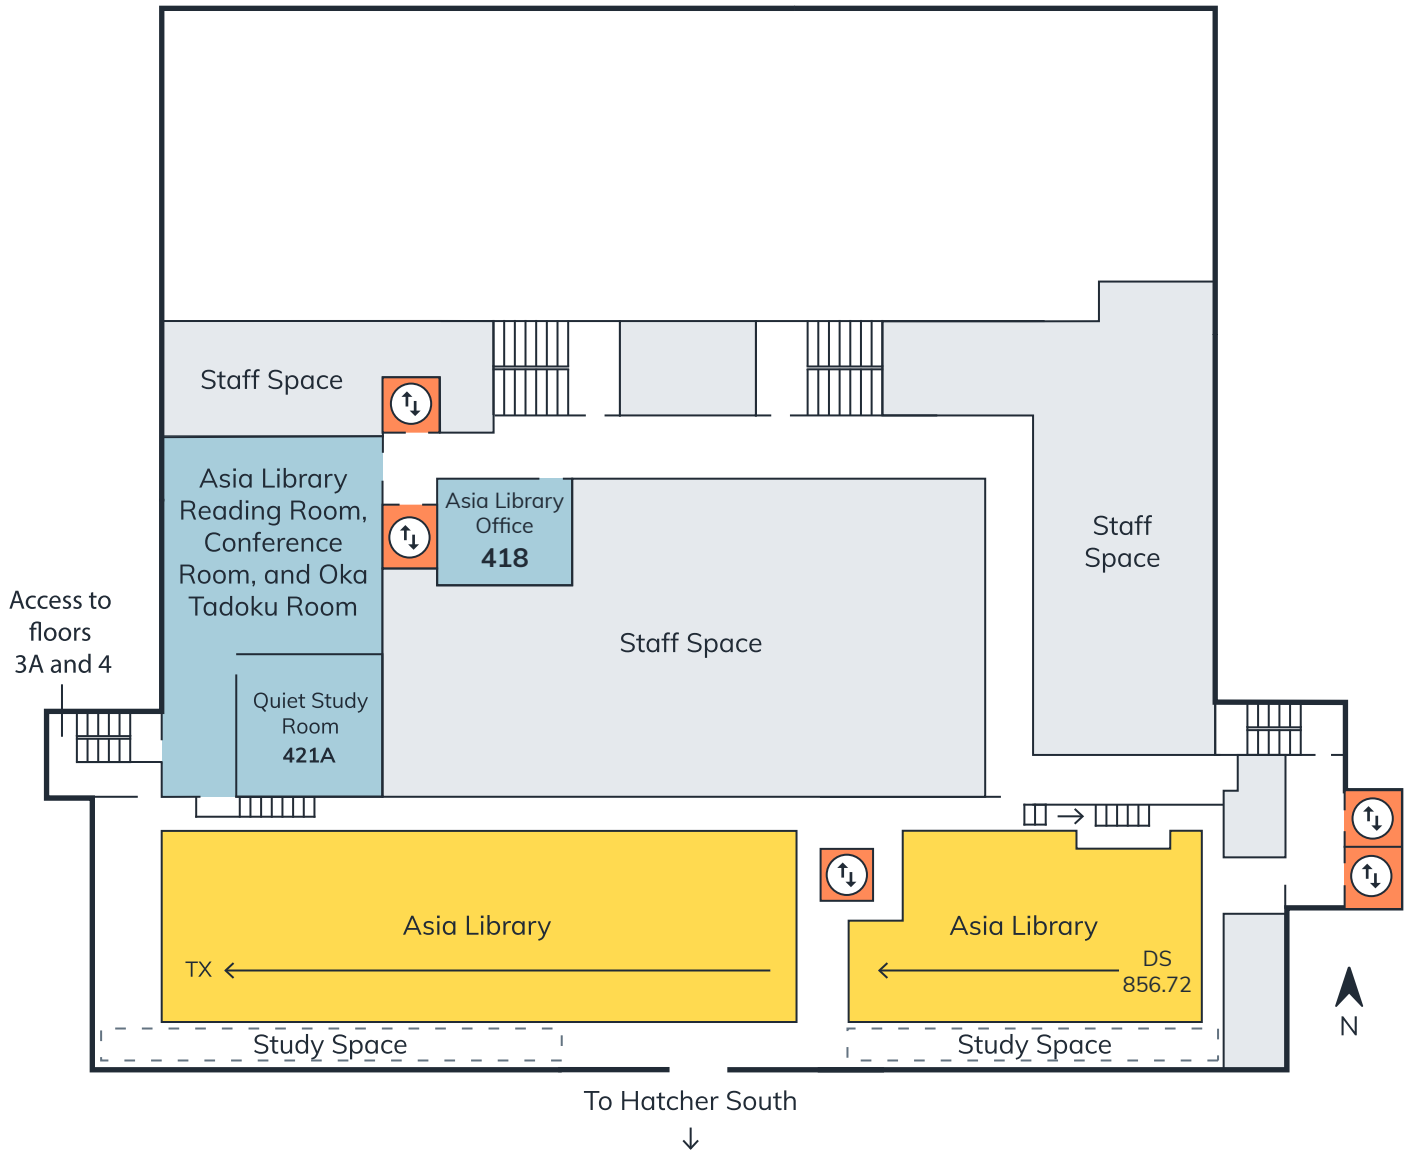 Staff Space
Asia Library
Reading Room,
Conference
Room, and Oka
Tadoku Room
Asia Library
Office
418
Staff
Space
Access to
floors
3A and 4
Staff Space
Quiet Study
Room
421A
Asia Library
TX
Asia Library
DS
856.72
Study Space
Study Space
N
To Hatcher South